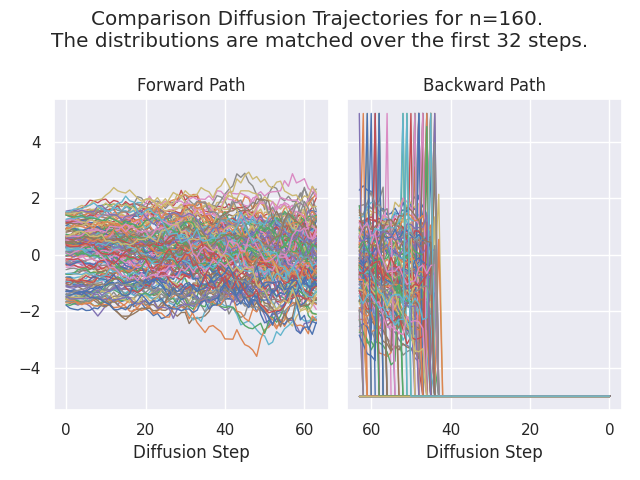 Comparison Diffusion Trajectories for n=160.
The distributions are matched over the first 32 steps.
Forward Path
Backward Path
4
2
0
−2
−4
0 20 40 60
60 40 20 0
Diffusion Step
Diffusion Step